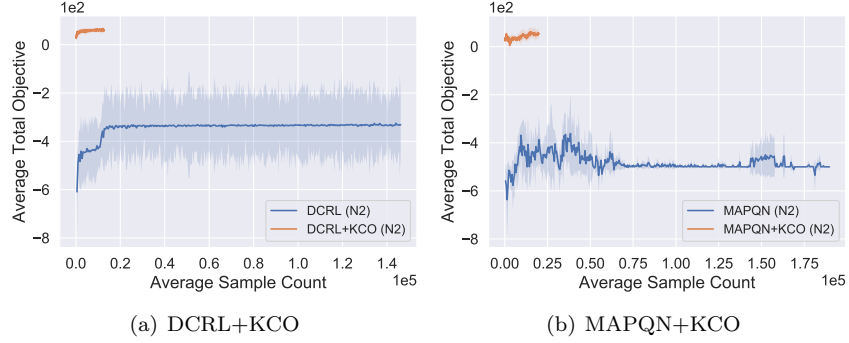 1e2
0
−2
−4
−6
−8
Average Total Objective
DCRL (N2)
DCRL+KCO (N2)
0.0 0.2 0.4 0.6 0.8 1.0 1.2 1.4
Average Sample Count
1e5
(a) DCRL+KCO
1e2
0
−2
−4
−6
−8
Average Total Objective
MAPQN (N2)
MAPQN+KCO (N2)
0.00 0.25 0.50 0.75 1.00 1.25 1.50 1.75
Average Sample Count
1e5
(b) MAPQN+KCO